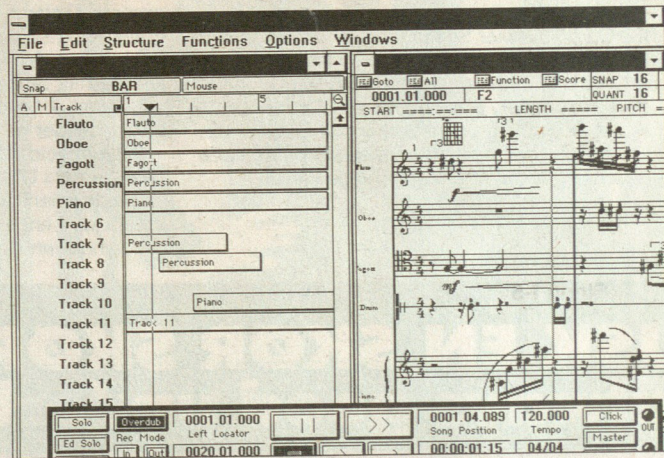 File Edit Structure Functions Options Windows
Snap BAR Mouse
A M Track 1 5
Flauto Flauto
Oboe Oboe
Fagott Fagott
Percussion Percussion
Piano Piano
Track 6
Track 7 Percussion
Track 8 Percussion
Track 9
Track 10 Piano
Track 11 Track 11
Track 12
Track 13
Track 14
Track 15
Goto All Function Score SNAP 16
0001.01.000 F2 QUANT 16
START LENGTH PITCH
Oboe
Drum
Solo Overdub 0001.01.000 0001.04.089 120.000 Click
Rec Mode Left Locator Song Position Tempo OUT
Ed Solo In Out 0020.01.000 00:00:01:15 04/04 Master